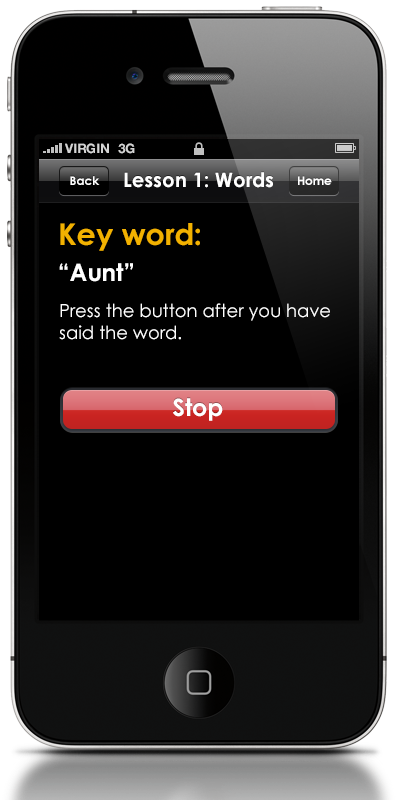 VIRGIN 3G
Back Lesson 1: Words Home
Key word:
“Aunt”
Press the button after you have
said the word.
Stop